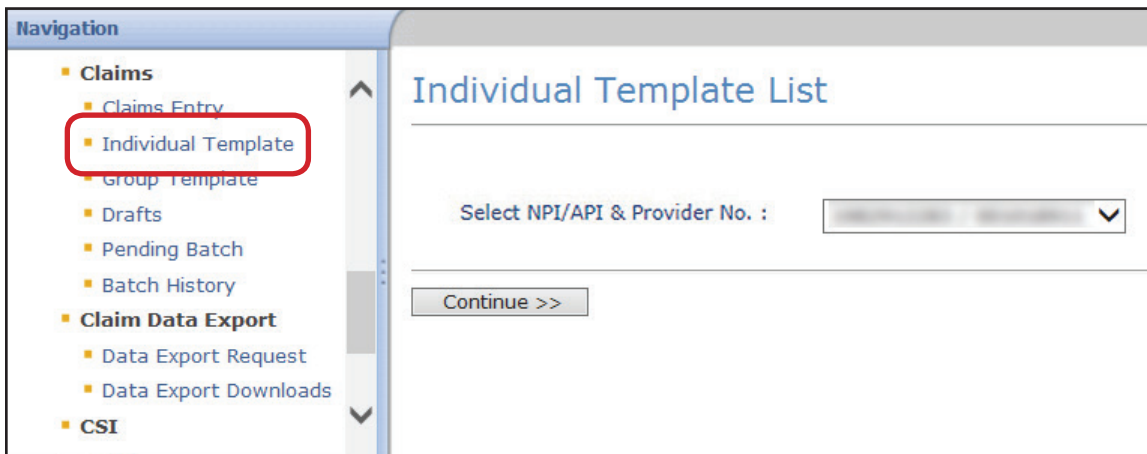 Navigation
Claims
Claims Entry
Individual Template
Group Template
Drafts
Pending Batch
Batch History
Claim Data Export
Data Export Request
Data Export Downloads
CSI
Individual Template List
Select NPI/API & Provider No. :
Continue >>